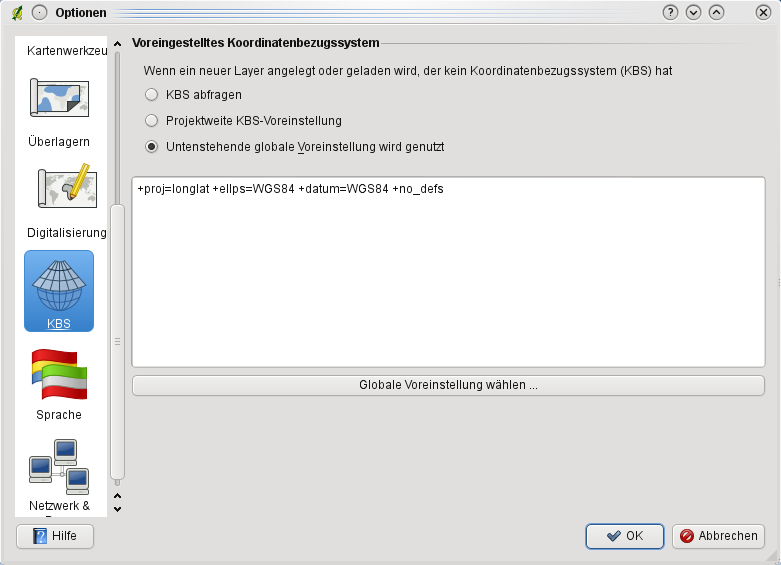 Optionen
Kartenwerkzeu
Überlagern
Digitalisierung
KBS
Sprache
Netzwerk &
Voreingestelltes Koordinatenbezugssystem
Wenn ein neuer Layer angelegt oder geladen wird, der kein Koordinatenbezugssystem (KBS) hat
KBS abfragen
Projektweite KBS-Voreinstellung
Untenstehende globale Voreinstellung wird genutzt
+proj=longlat +ellps=WGS84 +datum=WGS84 +no_defs
Globale Voreinstellung wählen ...
Hilfe
OK
Abbrechen